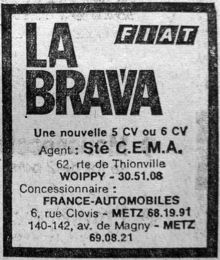 LA
FIAT
BRAVA
Une nouvelle 5 CV ou 6 CV
Agent : Sté C.E.M.A.
62, rte de Thionville
WOIPPY - 30.51.08
Concessionnaire :
FRANCE-AUTOMOBILES
6, rue Clovis - METZ 68.19.91
140-142, av. de Magny - METZ
69.08.21